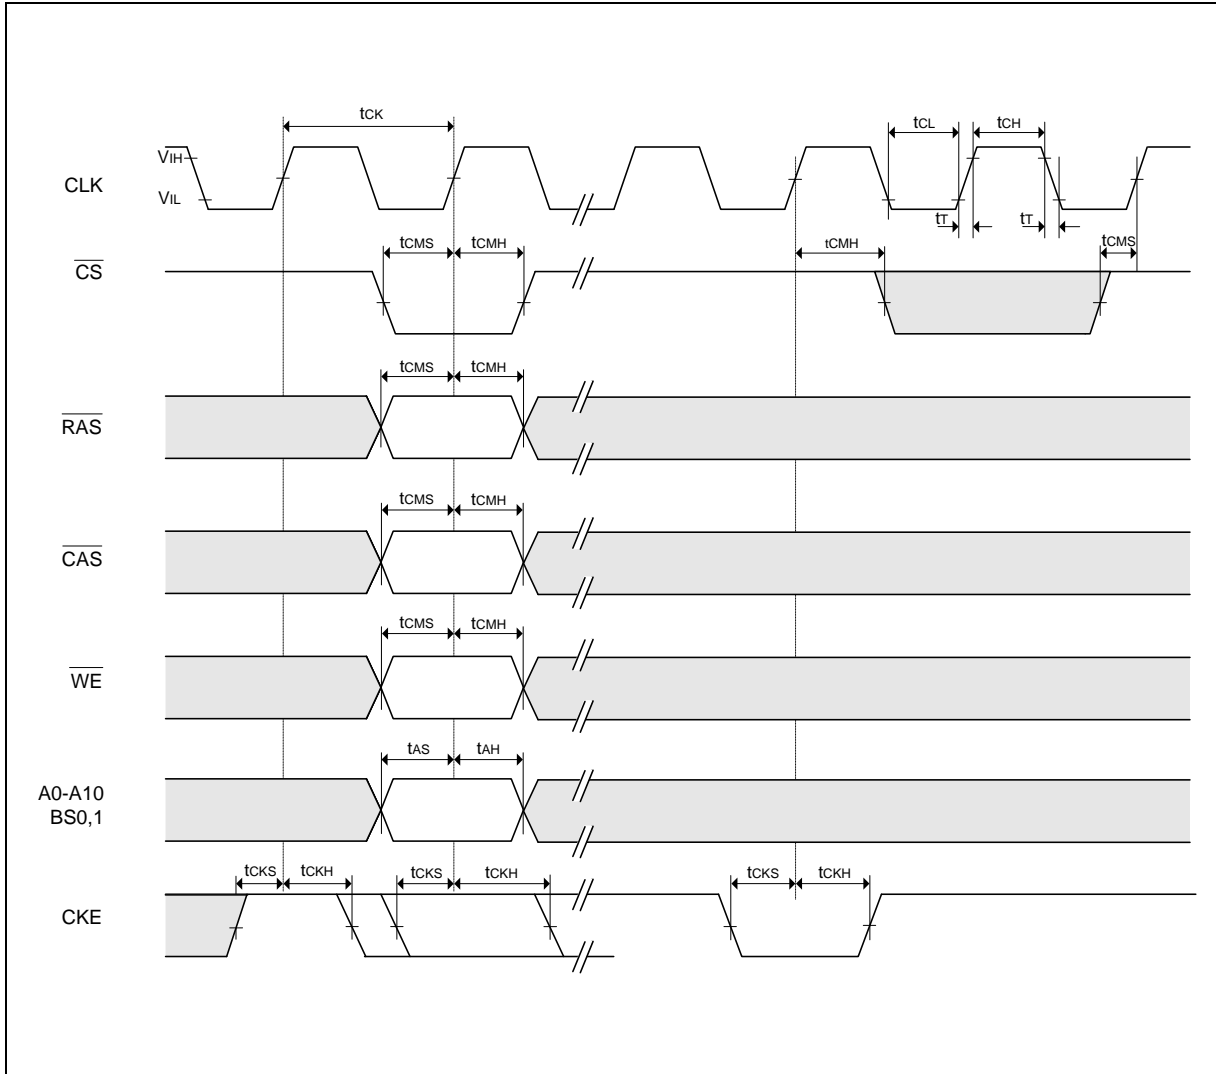 tCK
tCL
tCH
VIH
CLK
VIL
tT
tT
tCMS
tCMH
tCMH
tCMS
CS
tCMS
tCMH
RAS
tCMS
tCMH
CAS
tCMS
tCMH
WE
tAS
tAH
A0-A10
BS0,1
tCKS
tCKH
tCKS
tCKH
tCKS
tCKH
CKE